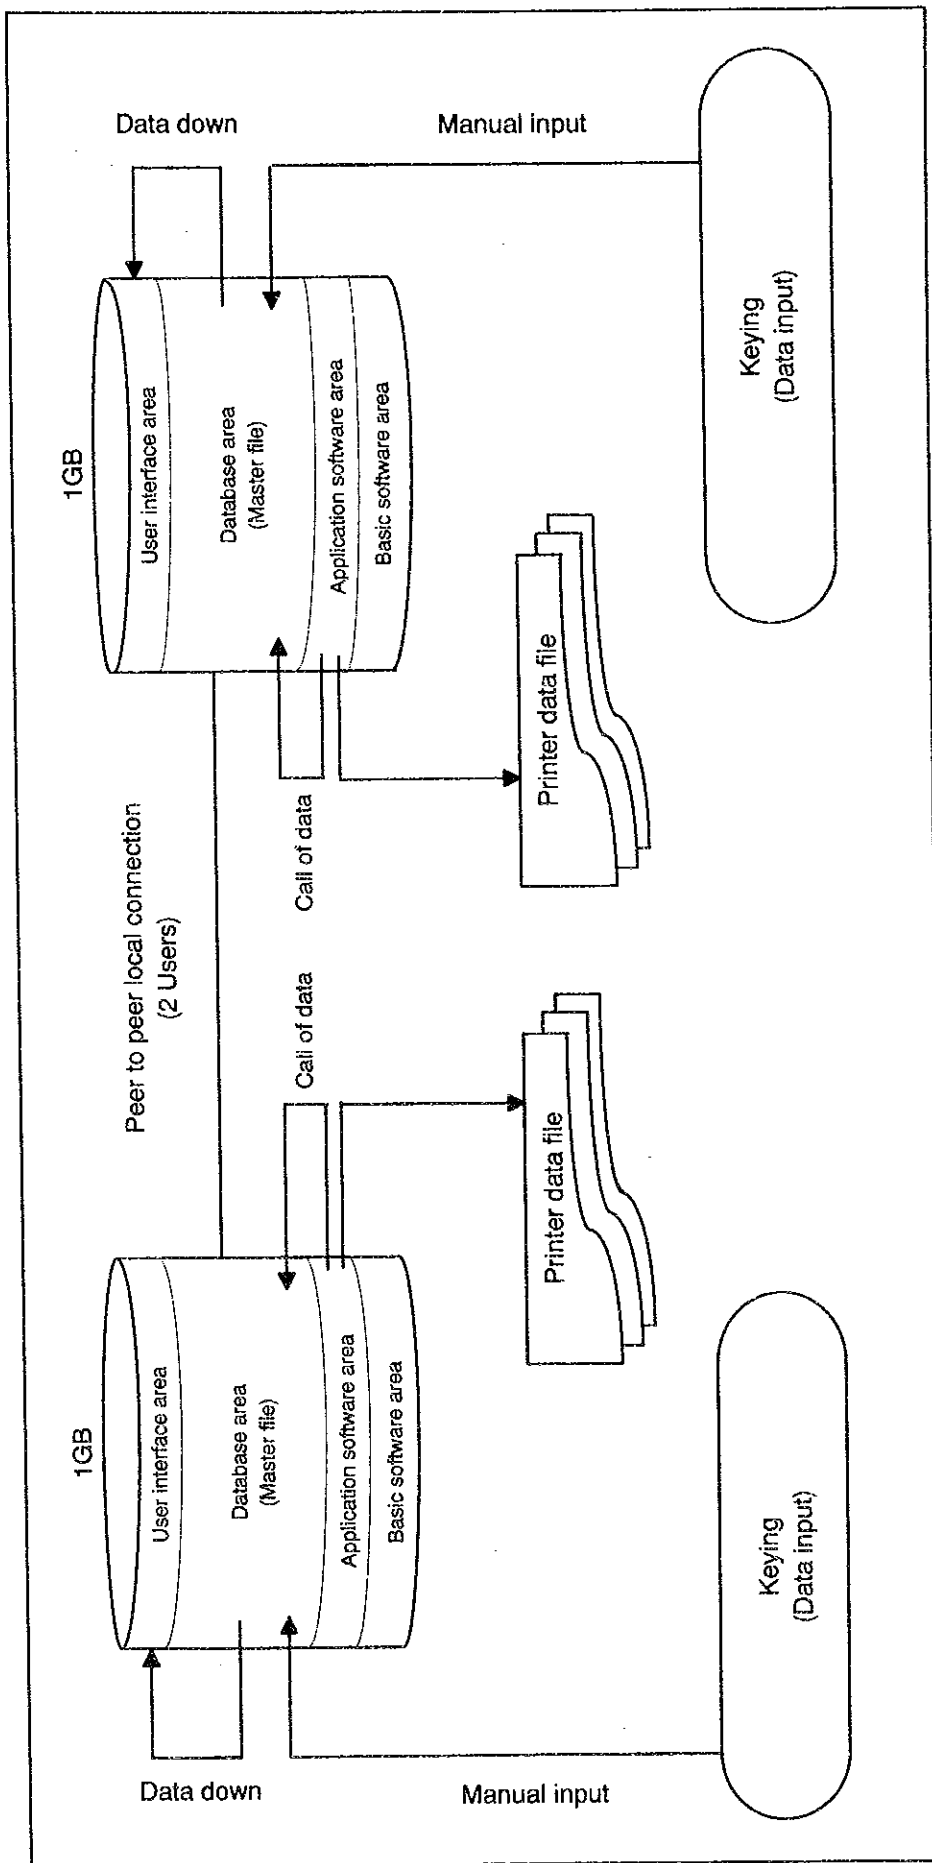 1GB
User interface area
Database area
(Master file)
Application software area
Basic software area
Data down
Manual input
Keying
(Data input)
Call of data
Printer data file
Peer to peer local connection
(2 Users)
1GB
User interface area
Database area
(Master file)
Application software area
Basic software area
Data down
Manual input
Keying
(Data input)
Call of data
Printer data file